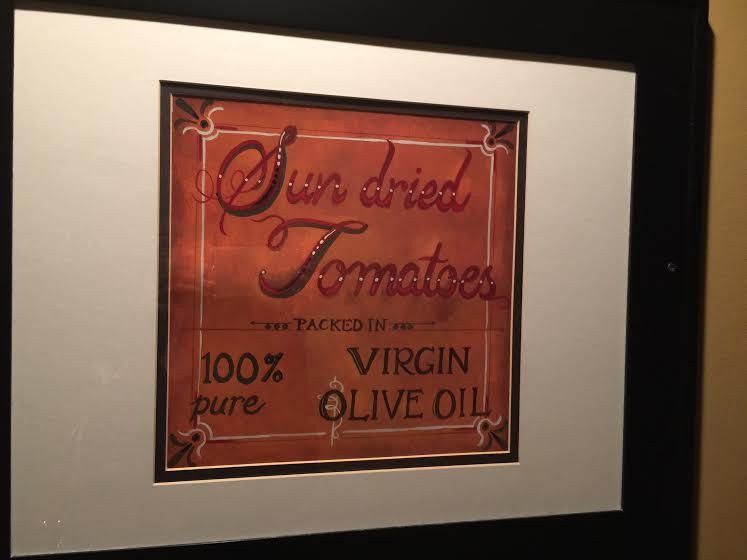 Sun dried
Tomatoes
PACKED IN
100% VIRGIN
pure OLIVE OIL